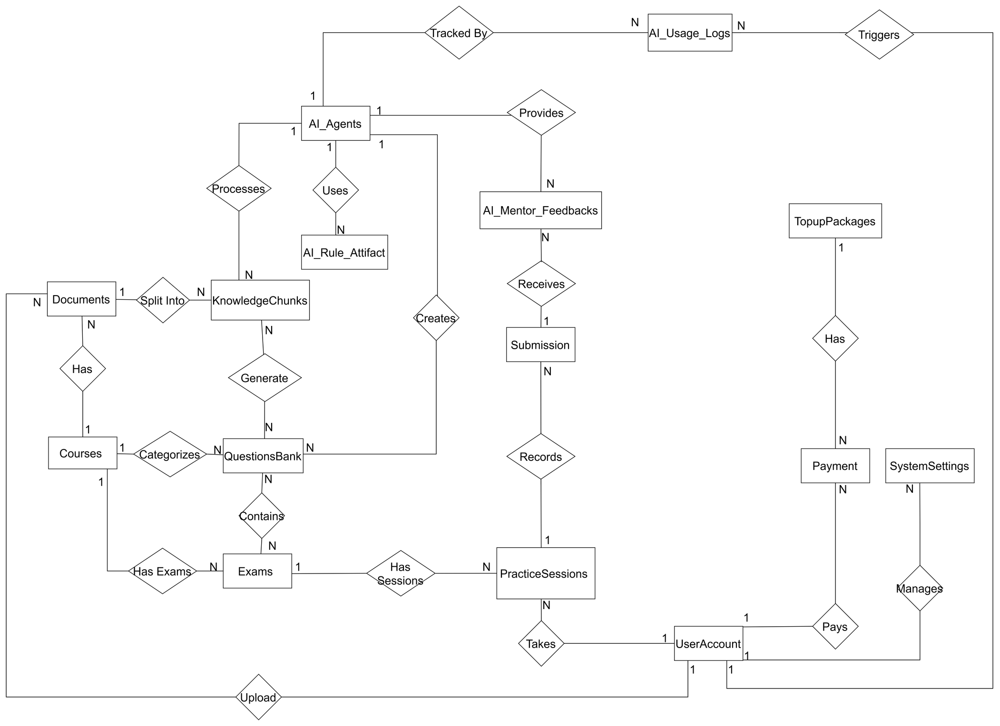 Tracked By
N
AI_Usage_Logs
N
Triggers
1
AI_Agents
1
Provides
1
1
1
Processes
Uses
N
AI_Mentor_Feedbacks
TopupPackages
N
AI_Rule_Attifact
N
1
N
Documents
1
Split Into
N
KnowledgeChunks
N
Receives
Creates
N
N
1
Submission
Has
Has
Generate
N
1
N
Courses
1
Categorizes
N
QuestionsBank
N
Records
N
Payment
SystemSettings
1
N
N
N
Contains
N
1
Has Exams
N
Exams
1
Has
Sessions
N
PracticeSessions
Manages
N
1
Pays
Takes
1
UserAccount
1
1
1
Upload